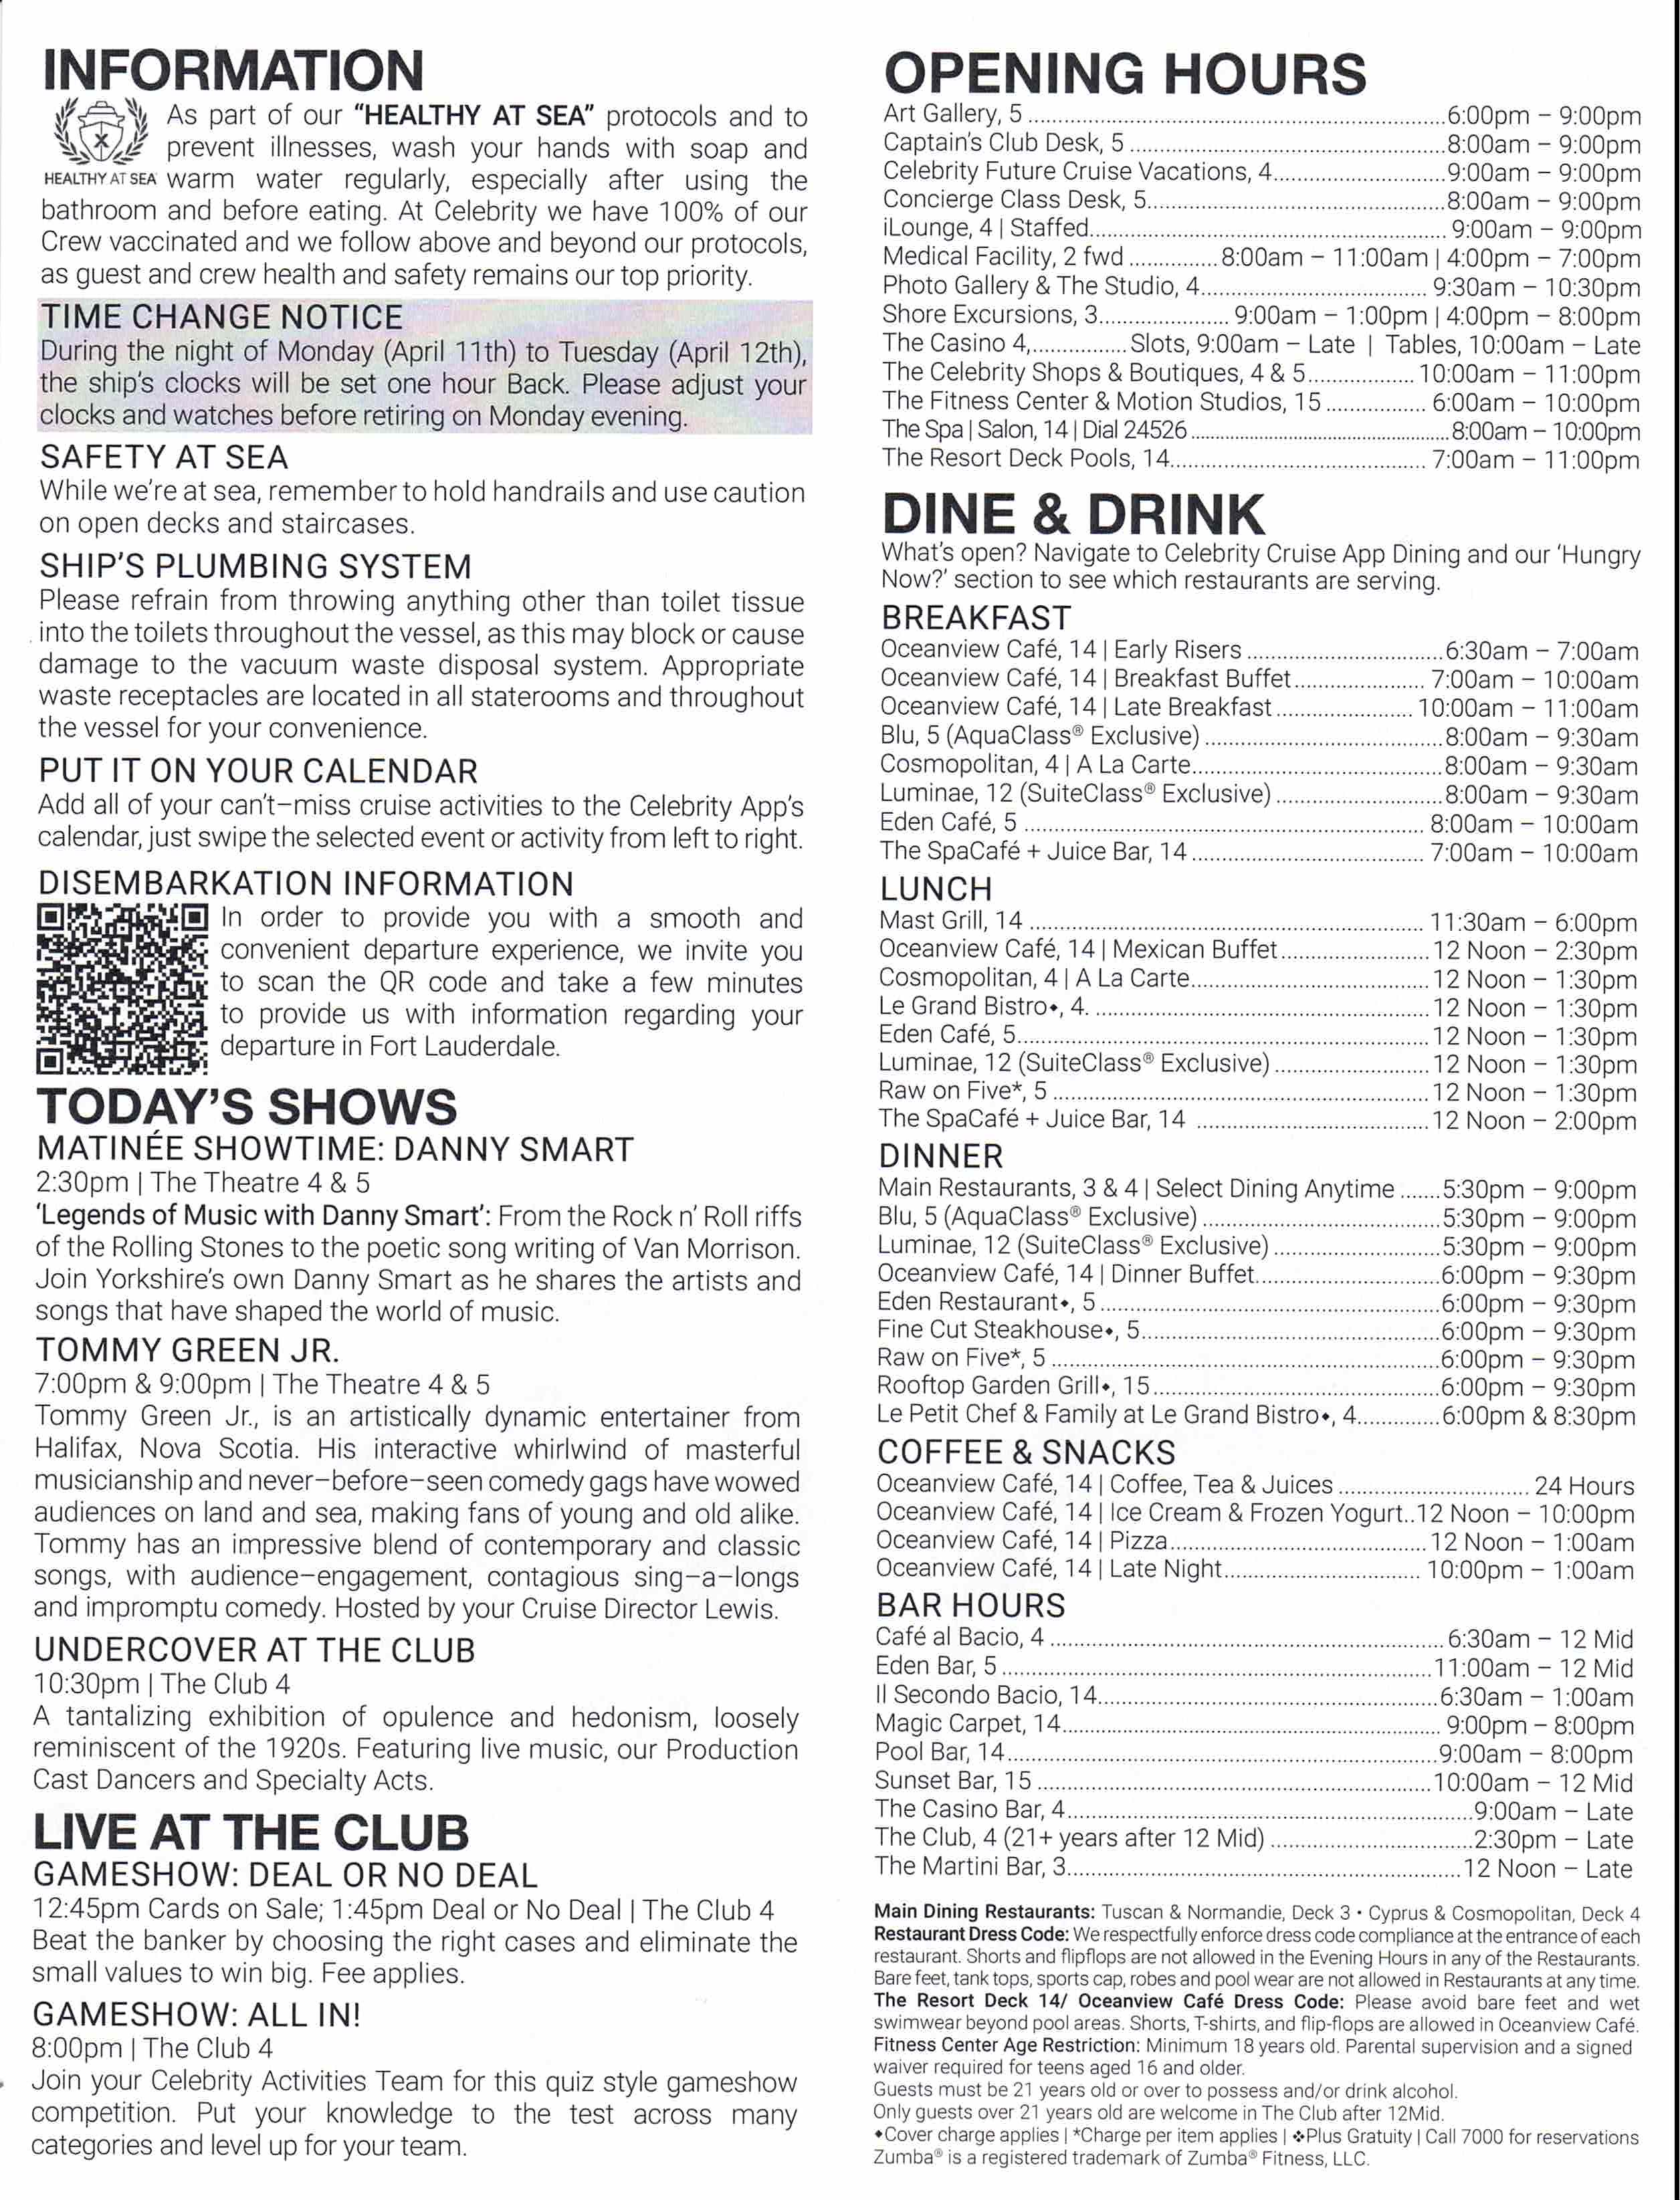 INFORMATION
As part of our "HEALTHY AT SEA" protocols and to
prevent illnesses, wash your hands with soap and
HEALTHY AT SEA warm water regularly, especially after using the
bathroom and before eating. At Celebrity we have 100% of our
Crew vaccinated and we follow above and beyond our protocols,
as guest and crew health and safety remains our top priority.
TIME CHANGE NOTICE
During the night of Monday (April 11th) to Tuesday (April 12th),
the ship's clocks will be set one hour Back. Please adjust your
clocks and watches before retiring on Monday evening.
SAFETY AT SEA
While we're at sea, remember to hold handrails and use caution
on open decks and staircases.
SHIP'S PLUMBING SYSTEM
Please refrain from throwing anything other than toilet tissue
into the toilets throughout the vessel, as this may block or cause
damage to the vacuum waste disposal system. Appropriate
waste receptacles are located in all staterooms and throughout
the vessel for your convenience.
PUT IT ON YOUR CALENDAR
Add all of your can't-miss cruise activities to the Celebrity App's
calendar, just swipe the selected event or activity from left to right.
DISEMBARKATION INFORMATION
In order to provide you with a smooth and
convenient departure experience, we invite you
to scan the QR code and take a few minutes
to provide us with information regarding your
departure in Fort Lauderdale.
TODAY'S SHOWS
MATINÉE SHOWTIME: DANNY SMART
2:30pm | The Theatre 4 & 5
'Legends of Music with Danny Smart': From the Rock n' Roll riffs
of the Rolling Stones to the poetic song writing of Van Morrison.
Join Yorkshire's own Danny Smart as he shares the artists and
songs that have shaped the world of music.
TOMMY GREEN JR.
7:00pm & 9:00pm | The Theatre 4 & 5
Tommy Green Jr., is an artistically dynamic entertainer from
Halifax, Nova Scotia. His interactive whirlwind of masterful
musicianship and never-before-seen comedy gags have wowed
audiences on land and sea, making fans of young and old alike.
Tommy has an impressive blend of contemporary and classic
songs, with audience-engagement, contagious sing-a-longs
and impromptu comedy. Hosted by your Cruise Director Lewis.
UNDERCOVER AT THE CLUB
10:30pm | The Club 4
A tantalizing exhibition of opulence and hedonism, loosely
reminiscent of the 1920s. Featuring live music, our Production
Cast Dancers and Specialty Acts.
LIVE AT THE CLUB
GAMESHOW: DEAL OR NO DEAL
12:45pm Cards on Sale; 1:45pm Deal or No Deal | The Club 4
Beat the banker by choosing the right cases and eliminate the
small values to win big. Fee applies.
GAMESHOW: ALL IN!
8:00pm | The Club 4
Join your Celebrity Activities Team for this quiz style gameshow
competition. Put your knowledge to the test across many
categories and level up for your team.
OPENING HOURS
Art Gallery, 5 ... 6:00pm – 9:00pm
Captain's Club Desk, 5 ... 8:00am – 9:00pm
Celebrity Future Cruise Vacations, 4 ... 9:00am – 9:00pm
Concierge Class Desk, 5 ... 8:00am – 9:00pm
iLounge, 4 | Staffed ... 9:00am – 9:00pm
Medical Facility, 2 fwd ... 8:00am – 11:00am | 4:00pm – 7:00pm
Photo Gallery & The Studio, 4 ... 9:30am – 10:30pm
Shore Excursions, 3 ... 9:00am – 1:00pm | 4:00pm – 8:00pm
The Casino 4, ... Slots, 9:00am – Late | Tables, 10:00am – Late
The Celebrity Shops & Boutiques, 4 & 5 ... 10:00am – 11:00pm
The Fitness Center & Motion Studios, 15 ... 6:00am – 10:00pm
The Spa | Salon, 14 | Dial 24526 ... 8:00am – 10:00pm
The Resort Deck Pools, 14 ... 7:00am – 11:00pm
DINE & DRINK
What's open? Navigate to Celebrity Cruise App Dining and our 'Hungry
Now?' section to see which restaurants are serving.
BREAKFAST
Oceanview Café, 14 | Early Risers ... 6:30am – 7:00am
Oceanview Café, 14 | Breakfast Buffet ... 7:00am – 10:00am
Oceanview Café, 14 | Late Breakfast ... 10:00am – 11:00am
Blu, 5 (AquaClass® Exclusive) ... 8:00am – 9:30am
Cosmopolitan, 4 | A La Carte ... 8:00am – 9:30am
Luminae, 12 (SuiteClass® Exclusive) ... 8:00am – 9:30am
Eden Café, 5 ... 8:00am – 10:00am
The SpaCafé + Juice Bar, 14 ... 7:00am – 10:00am
LUNCH
Mast Grill, 14 ... 11:30am – 6:00pm
Oceanview Café, 14 | Mexican Buffet ... 12 Noon – 2:30pm
Cosmopolitan, 4 | A La Carte ... 12 Noon – 1:30pm
Le Grand Bistro⬥, 4. ... 12 Noon – 1:30pm
Eden Café, 5 ... 12 Noon – 1:30pm
Luminae, 12 (SuiteClass® Exclusive) ... 12 Noon – 1:30pm
Raw on Five*, 5 ... 12 Noon – 1:30pm
The SpaCafé + Juice Bar, 14 ... 12 Noon – 2:00pm
DINNER
Main Restaurants, 3 & 4 | Select Dining Anytime ... 5:30pm – 9:00pm
Blu, 5 (AquaClass® Exclusive) ... 5:30pm – 9:00pm
Luminae, 12 (SuiteClass® Exclusive) ... 5:30pm – 9:00pm
Oceanview Café, 14 | Dinner Buffet ... 6:00pm – 9:30pm
Eden Restaurant⬥, 5 ... 6:00pm – 9:30pm
Fine Cut Steakhouse⬥, 5 ... 6:00pm – 9:30pm
Raw on Five*, 5 ... 6:00pm – 9:30pm
Rooftop Garden Grill⬥, 15 ... 6:00pm – 9:30pm
Le Petit Chef & Family at Le Grand Bistro⬥, 4 ... 6:00pm & 8:30pm
COFFEE & SNACKS
Oceanview Café, 14 | Coffee, Tea & Juices ... 24 Hours
Oceanview Café, 14 | Ice Cream & Frozen Yogurt..12 Noon – 10:00pm
Oceanview Café, 14 | Pizza ... 12 Noon – 1:00am
Oceanview Café, 14 | Late Night ... 10:00pm – 1:00am
BAR HOURS
Café al Bacio, 4 ... 6:30am – 12 Mid
Eden Bar, 5 ... 11:00am – 12 Mid
Il Secondo Bacio, 14 ... 6:30am – 1:00am
Magic Carpet, 14 ... 9:00pm – 8:00pm
Pool Bar, 14 ... 9:00am – 8:00pm
Sunset Bar, 15 ... 10:00am – 12 Mid
The Casino Bar, 4 ... 9:00am – Late
The Club, 4 (21+ years after 12 Mid) ... 2:30pm – Late
The Martini Bar, 3 ... 12 Noon – Late
Main Dining Restaurants: Tuscan & Normandie, Deck 3 • Cyprus & Cosmopolitan, Deck 4
Restaurant Dress Code: We respectfully enforce dress code compliance at the entrance of each
restaurant. Shorts and flipflops are not allowed in the Evening Hours in any of the Restaurants.
Bare feet, tank tops, sports cap, robes and pool wear are not allowed in Restaurants at any time.
The Resort Deck 14/ Oceanview Café Dress Code: Please avoid bare feet and wet
swimwear beyond pool areas. Shorts, T-shirts, and flip-flops are allowed in Oceanview Café.
Fitness Center Age Restriction: Minimum 18 years old. Parental supervision and a signed
waiver required for teens aged 16 and older.
Guests must be 21 years old or over to possess and/or drink alcohol.
Only guests over 21 years old are welcome in The Club after 12Mid.
⬥Cover charge applies | *Charge per item applies | ❖Plus Gratuity | Call 7000 for reservations
Zumba® is a registered trademark of Zumba® Fitness, LLC.